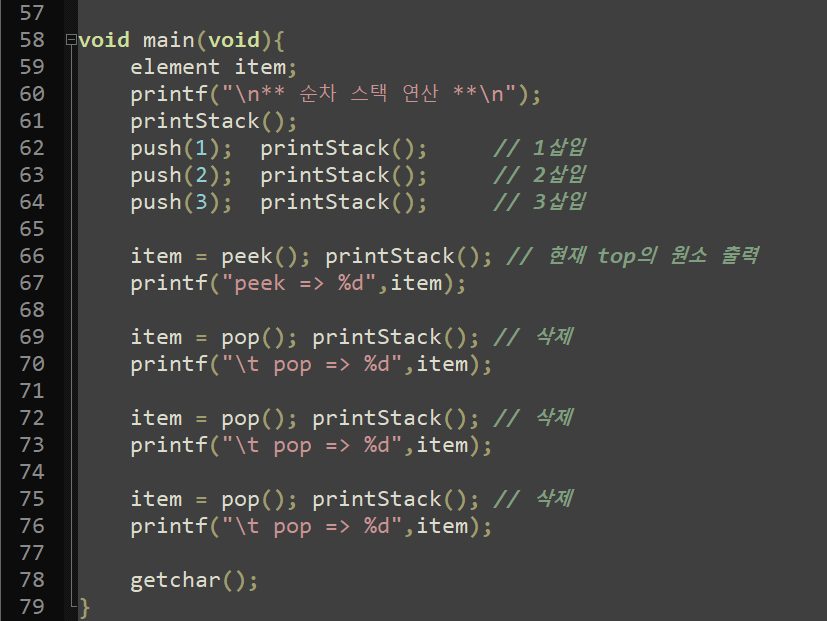 57
58 void main(void){
59     element item;
60     printf("\n** 순차 스택 연산 **\n");
61     printStack();
62     push(1);  printStack();     // 1삽입
63     push(2);  printStack();     // 2삽입
64     push(3);  printStack();     // 3삽입
65
66     item = peek(); printStack(); // 현재 top의 원소 출력
67     printf("peek => %d",item);
68
69     item = pop(); printStack(); // 삭제
70     printf("\t pop => %d",item);
71
72     item = pop(); printStack(); // 삭제
73     printf("\t pop => %d",item);
74
75     item = pop(); printStack(); // 삭제
76     printf("\t pop => %d",item);
77
78     getchar();
79 }